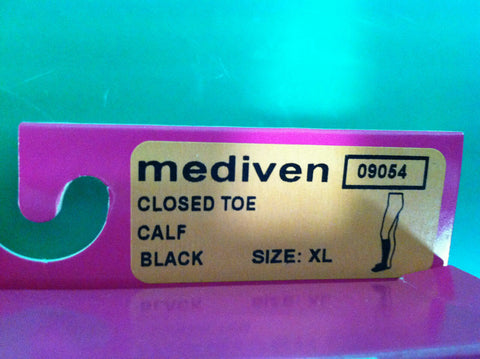 mediven 09054
CLOSED TOE
CALF
BLACK SIZE: XL